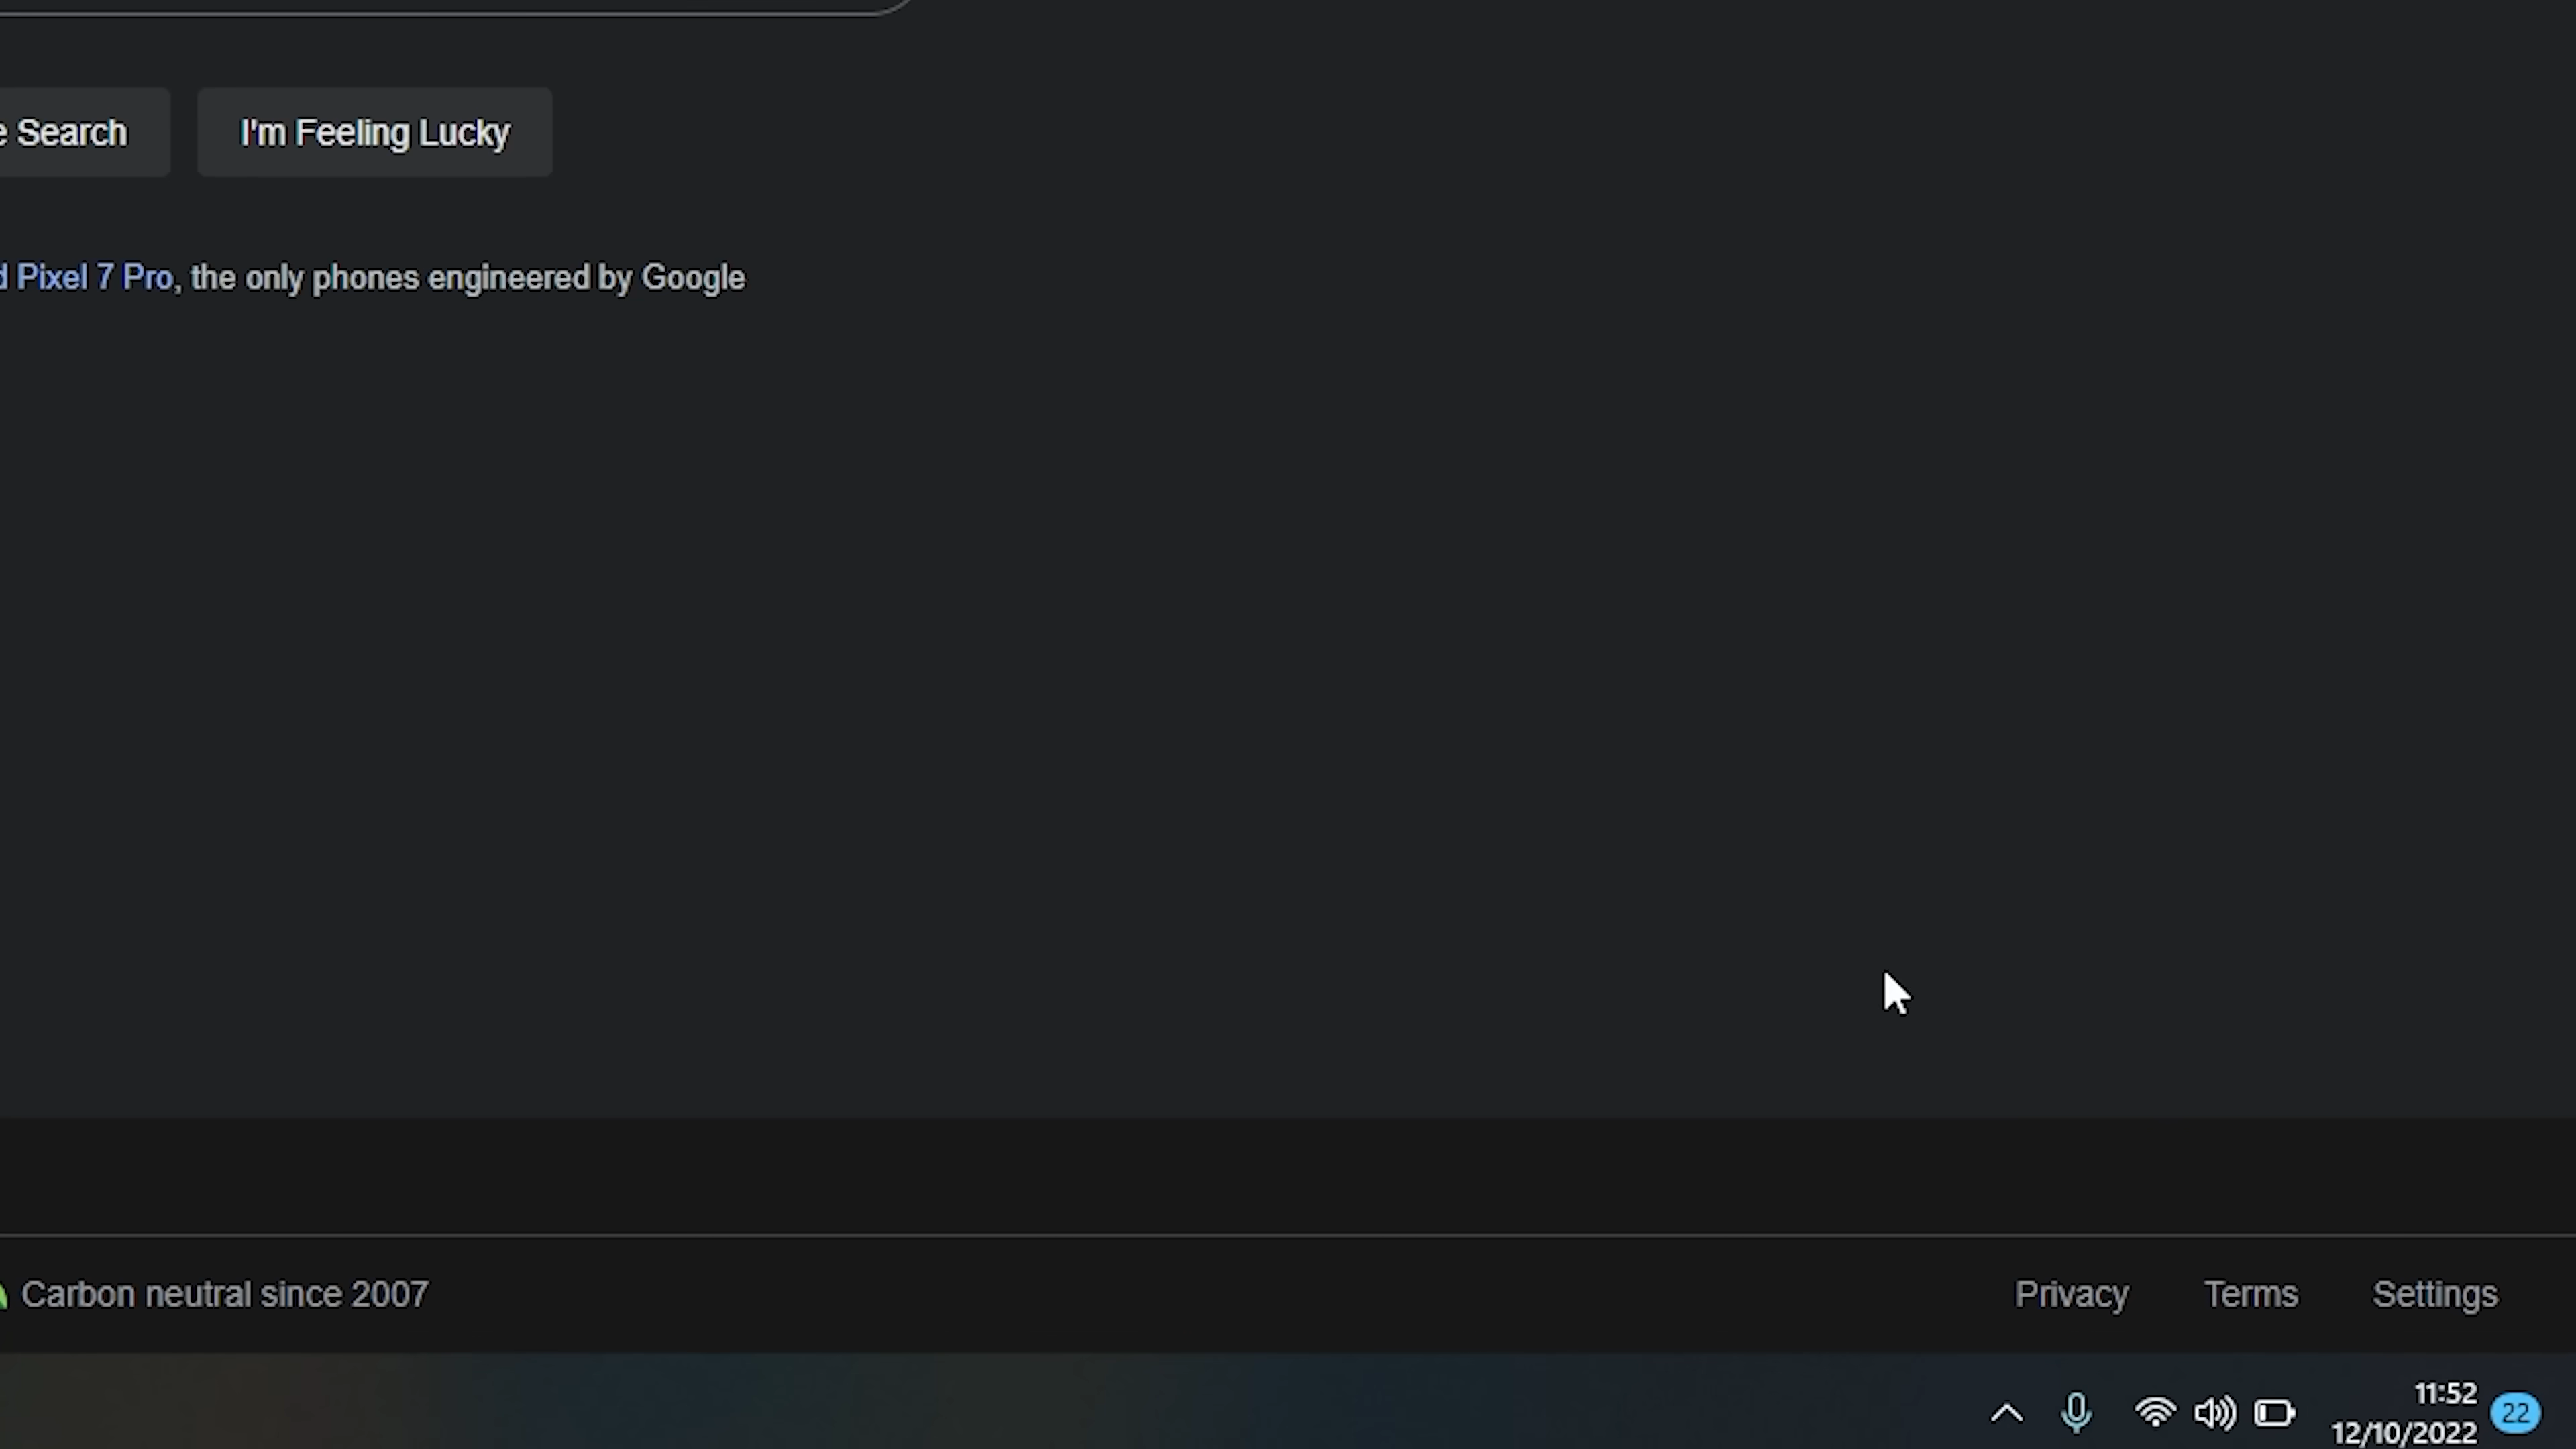 e Search
I'm Feeling Lucky
d Pixel 7 Pro, the only phones engineered by Google
Carbon neutral since 2007
Privacy
Terms
Settings
11:52
12/10/2022
22